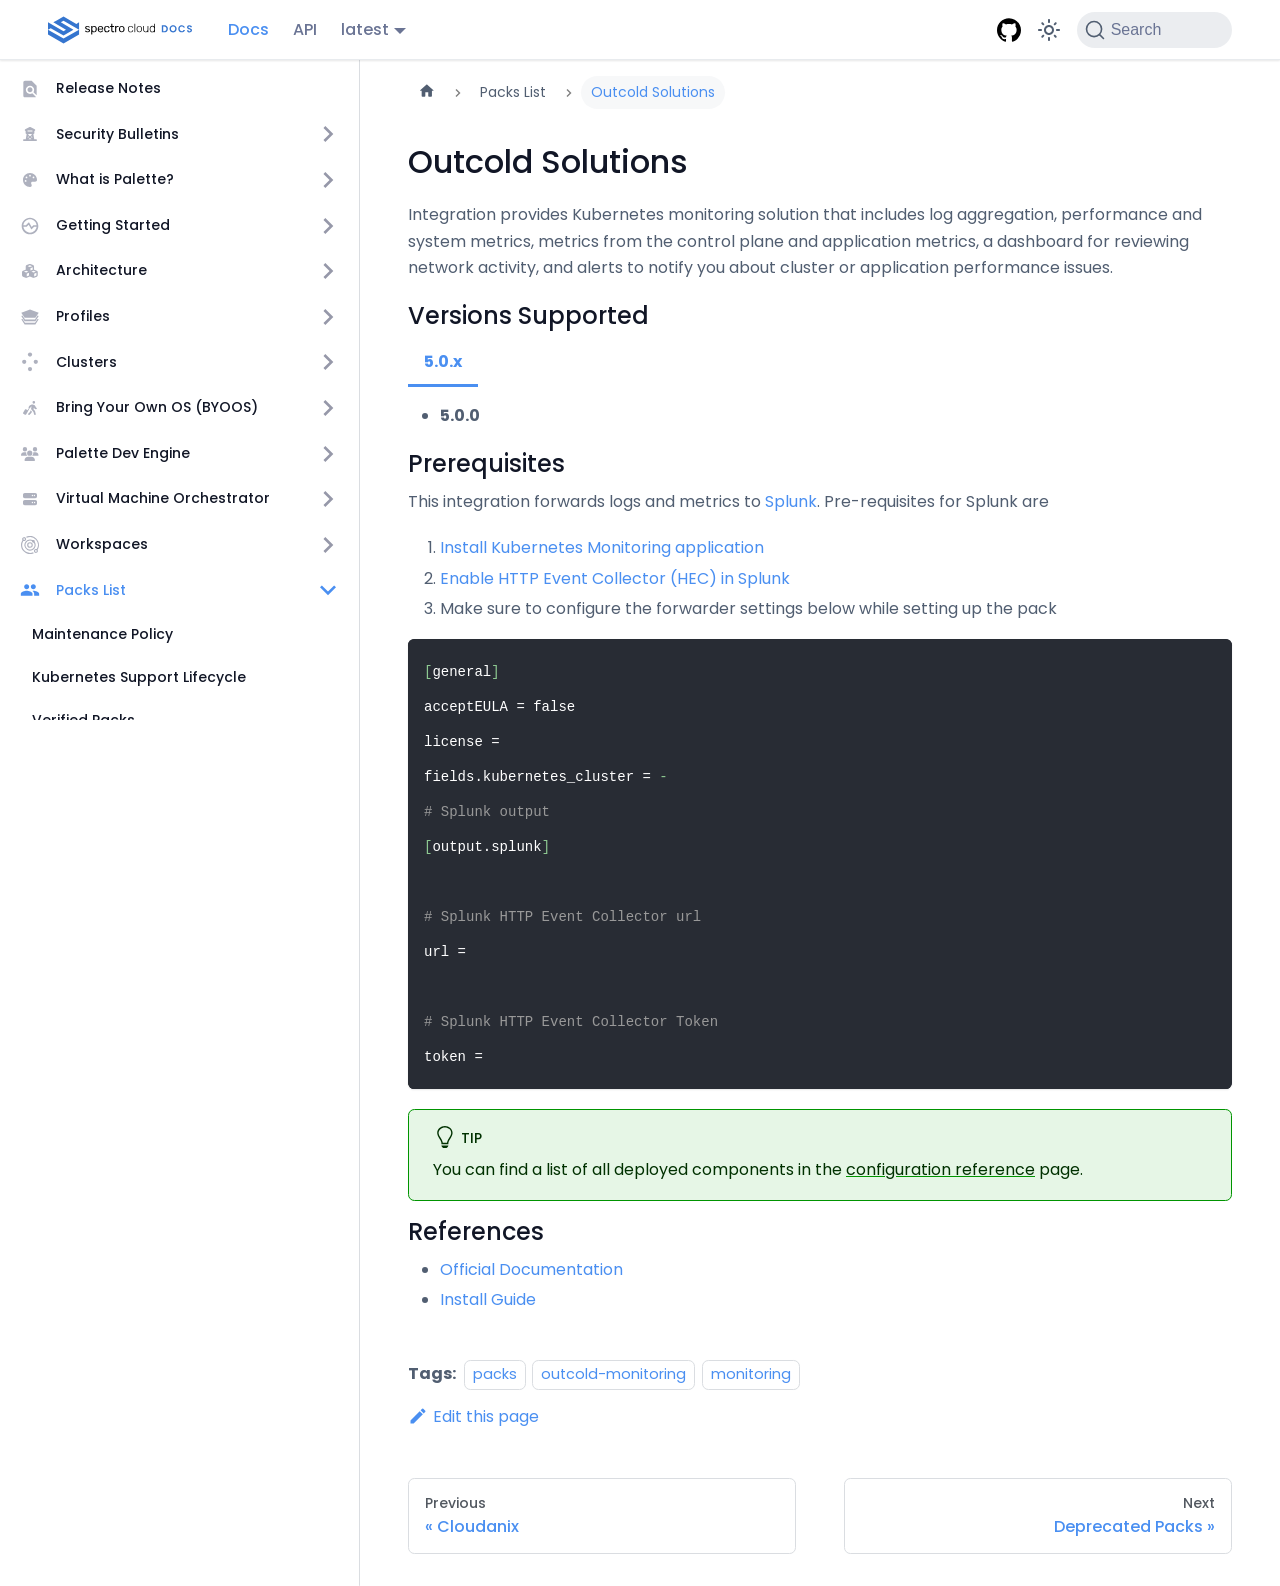 spectro cloud DOCS Docs API latest Search
Release Notes
Security Bulletins
What is Palette?
Getting Started
Architecture
Profiles
Clusters
Bring Your Own OS (BYOOS)
Palette Dev Engine
Virtual Machine Orchestrator
Workspaces
Packs List
Maintenance Policy
Kubernetes Support Lifecycle
Verified Packs
Packs List Outcold Solutions
Outcold Solutions
Integration provides Kubernetes monitoring solution that includes log aggregation, performance and
system metrics, metrics from the control plane and application metrics, a dashboard for reviewing
network activity, and alerts to notify you about cluster or application performance issues.
Versions Supported
5.0.x
5.0.0
Prerequisites
This integration forwards logs and metrics to Splunk. Pre-requisites for Splunk are
1. Install Kubernetes Monitoring application
2. Enable HTTP Event Collector (HEC) in Splunk
3. Make sure to configure the forwarder settings below while setting up the pack
[general]
acceptEULA = false
license =
fields.kubernetes_cluster = -
# Splunk output
[output.splunk]
# Splunk HTTP Event Collector url
url =
# Splunk HTTP Event Collector Token
token =
TIP
You can find a list of all deployed components in the configuration reference page.
References
Official Documentation
Install Guide
Tags: packs outcold-monitoring monitoring
Edit this page
Previous
« Cloudanix
Next
Deprecated Packs »